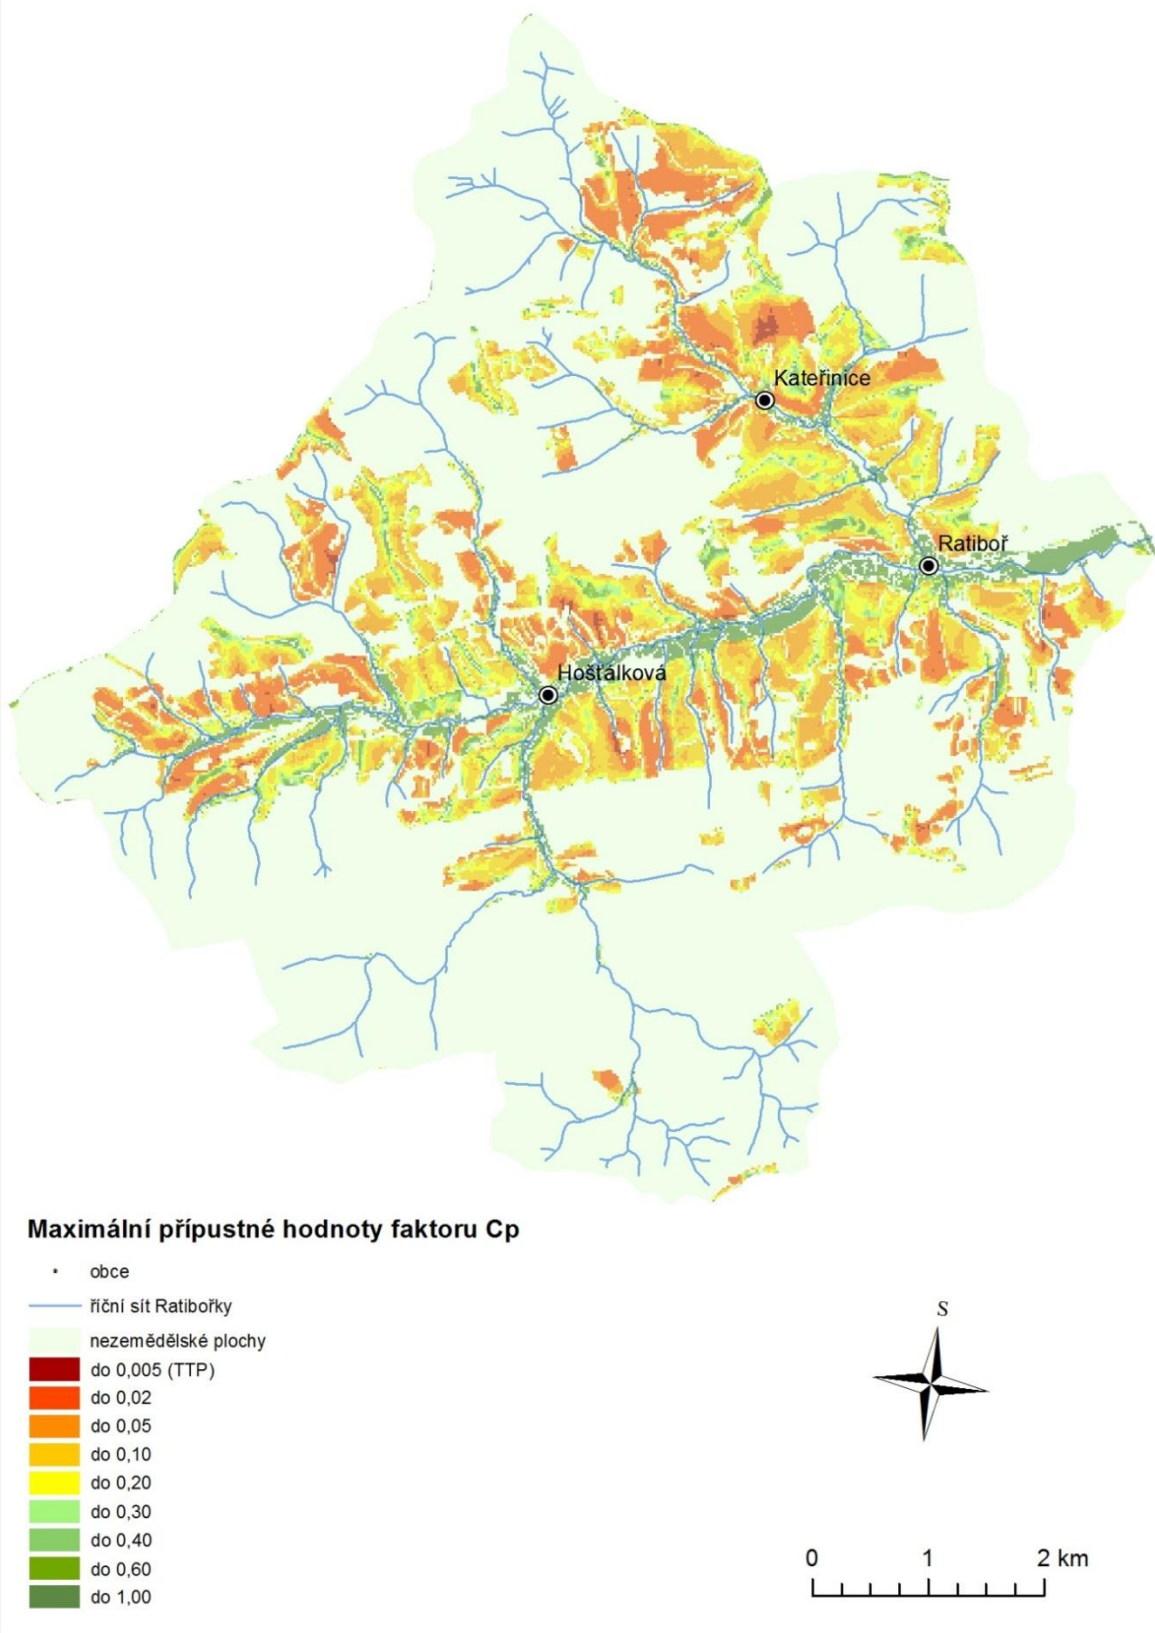 Kateřinice
Ratiboř
Hošťálková
Maximální přípustné hodnoty faktoru Cp
obce
říční sít Ratibořky
nezemědělské plochy
do 0,005 (TTP)
do 0,02
do 0,05
do 0,10
do 0,20
do 0,30
do 0,40
do 0,60
do 1,00
S
0 1 2 km